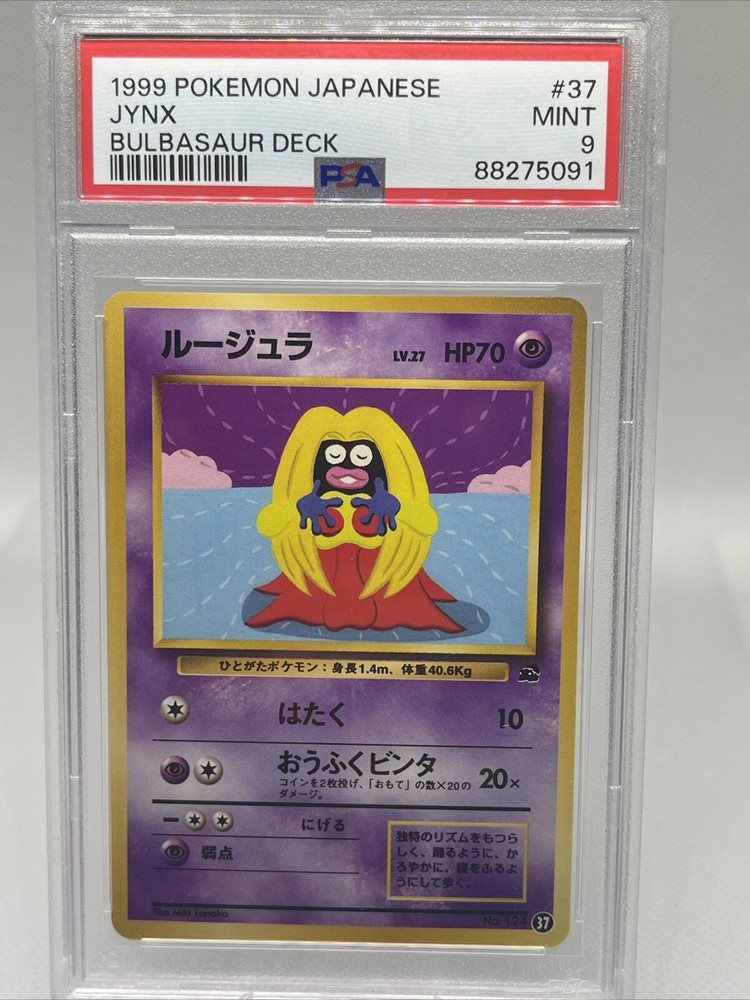 1999 POKEMON JAPANESE #37
JYNX MINT
BULBASAUR DECK 9
PSA 88275091
ルージュラ LV.27 HP70
ひとがたポケモン：身長1.4m、体重40.6Kg
はたく 10
おうふくビンタ 20×
コインを2枚投げ、「おもて」の数×20の
ダメージ。
ー にげる
弱点
独特のリズムをもつら
しく、踊るように、か
ろやかに、腰をふるよ
うにして歩く。
Illus.Miki Tanaka No.124 37